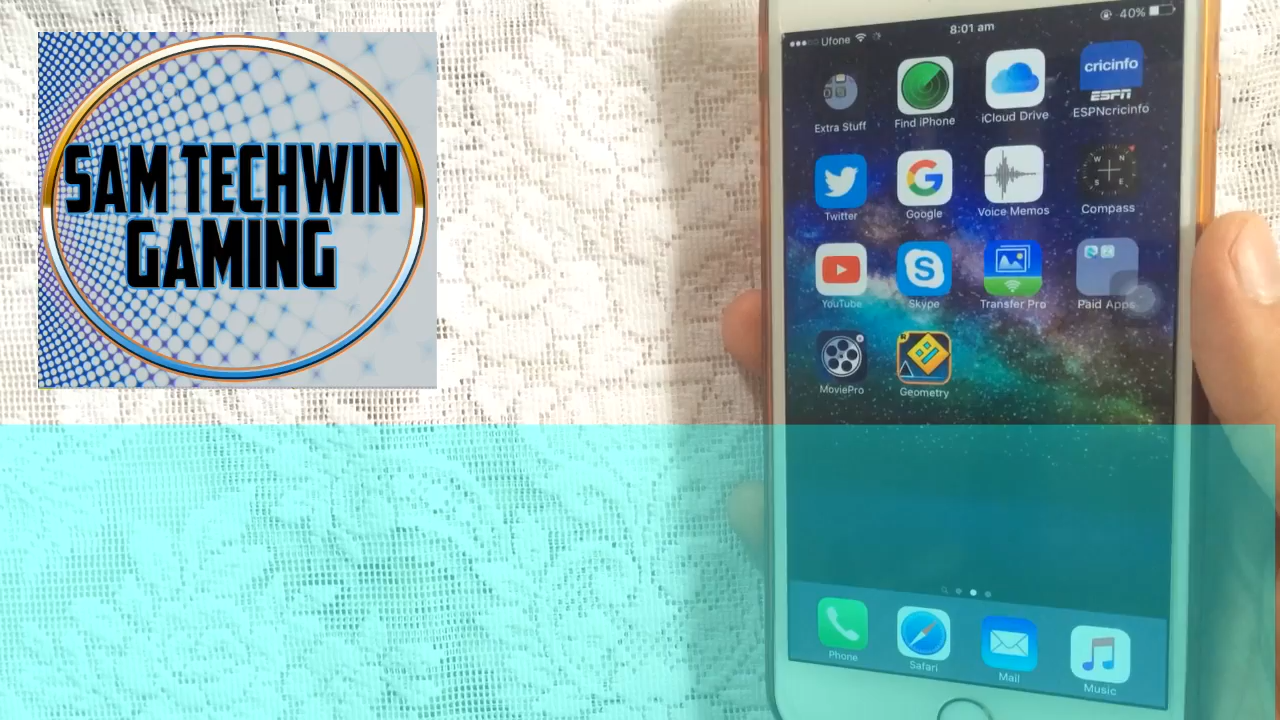 SAM TECHWIN
GAMING
Ufone
8:01 am
40%
Extra Stuff
Find iPhone
iCloud Drive
cricinfo
ESPN
ESPNcricinfo
Twitter
Google
Voice Memos
N
W
E
S
Compass
YouTube
Skype
Transfer Pro
Paid Apps
MoviePro
Geometry
Phone
Safari
Mail
Music